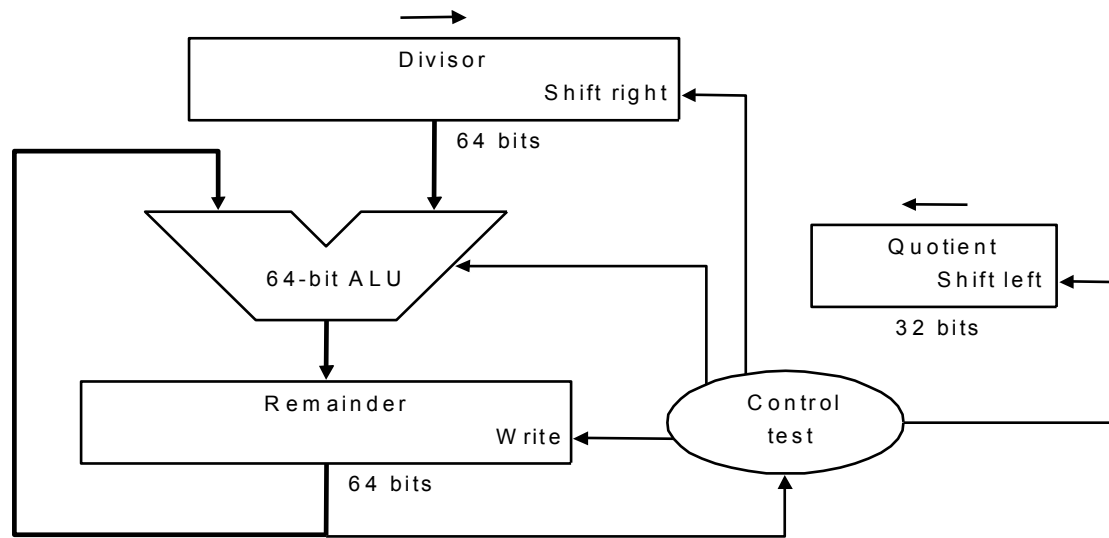 Divisor
Shift right
64 bits
Quotient
64-bit ALU
Shift left
32 bits
Remainder
Control
Write
test
64 bits